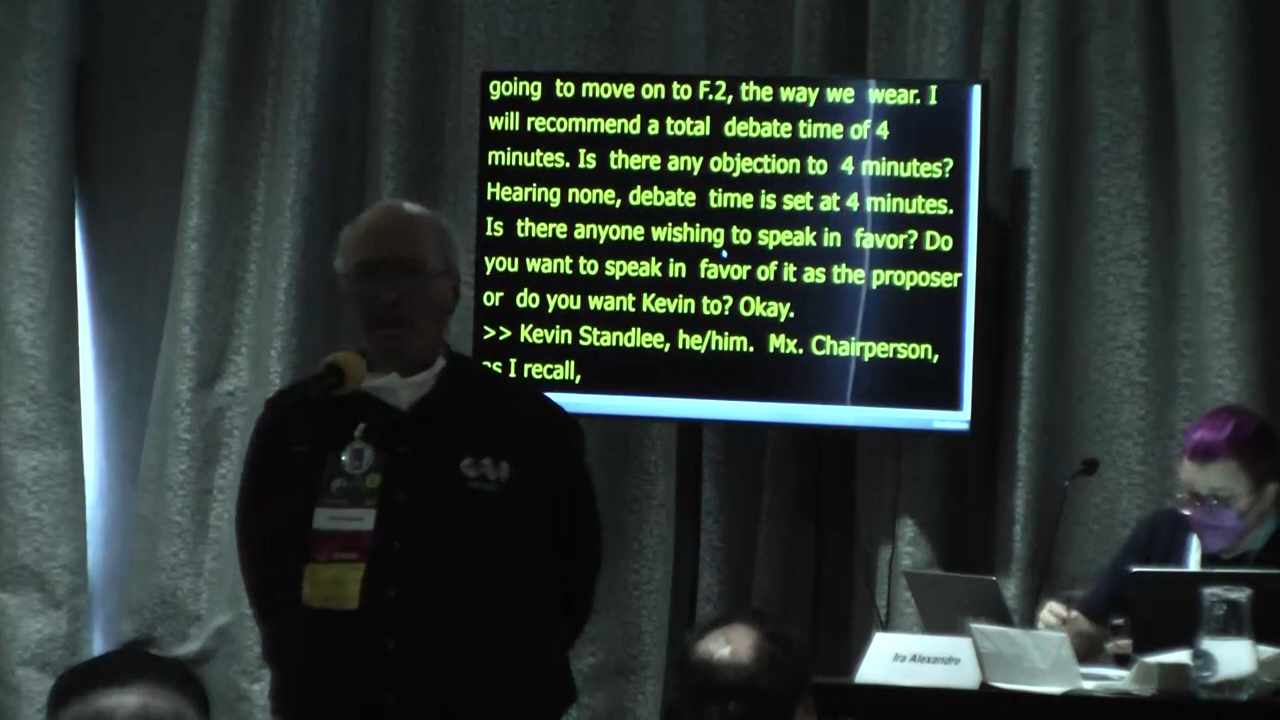 going to move on to F.2, the way we wear. I
will recommend a total debate time of 4
minutes. Is there any objection to 4 minutes?
Hearing none, debate time is set at 4 minutes.
Is there anyone wishing to speak in favor? Do
you want to speak in favor of it as the proposer
or do you want Kevin to? Okay.
>> Kevin Standlee, he/him. Mx. Chairperson,
as I recall,
Ira Alexandre